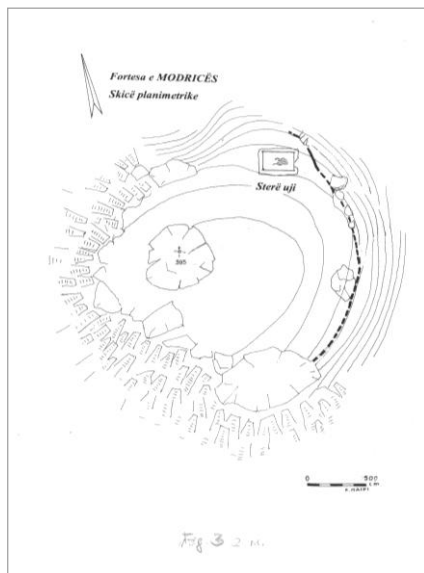 Fortesa e MODRICËS
Skicë planimetrike
Sterë uji
0 500
Fig 3